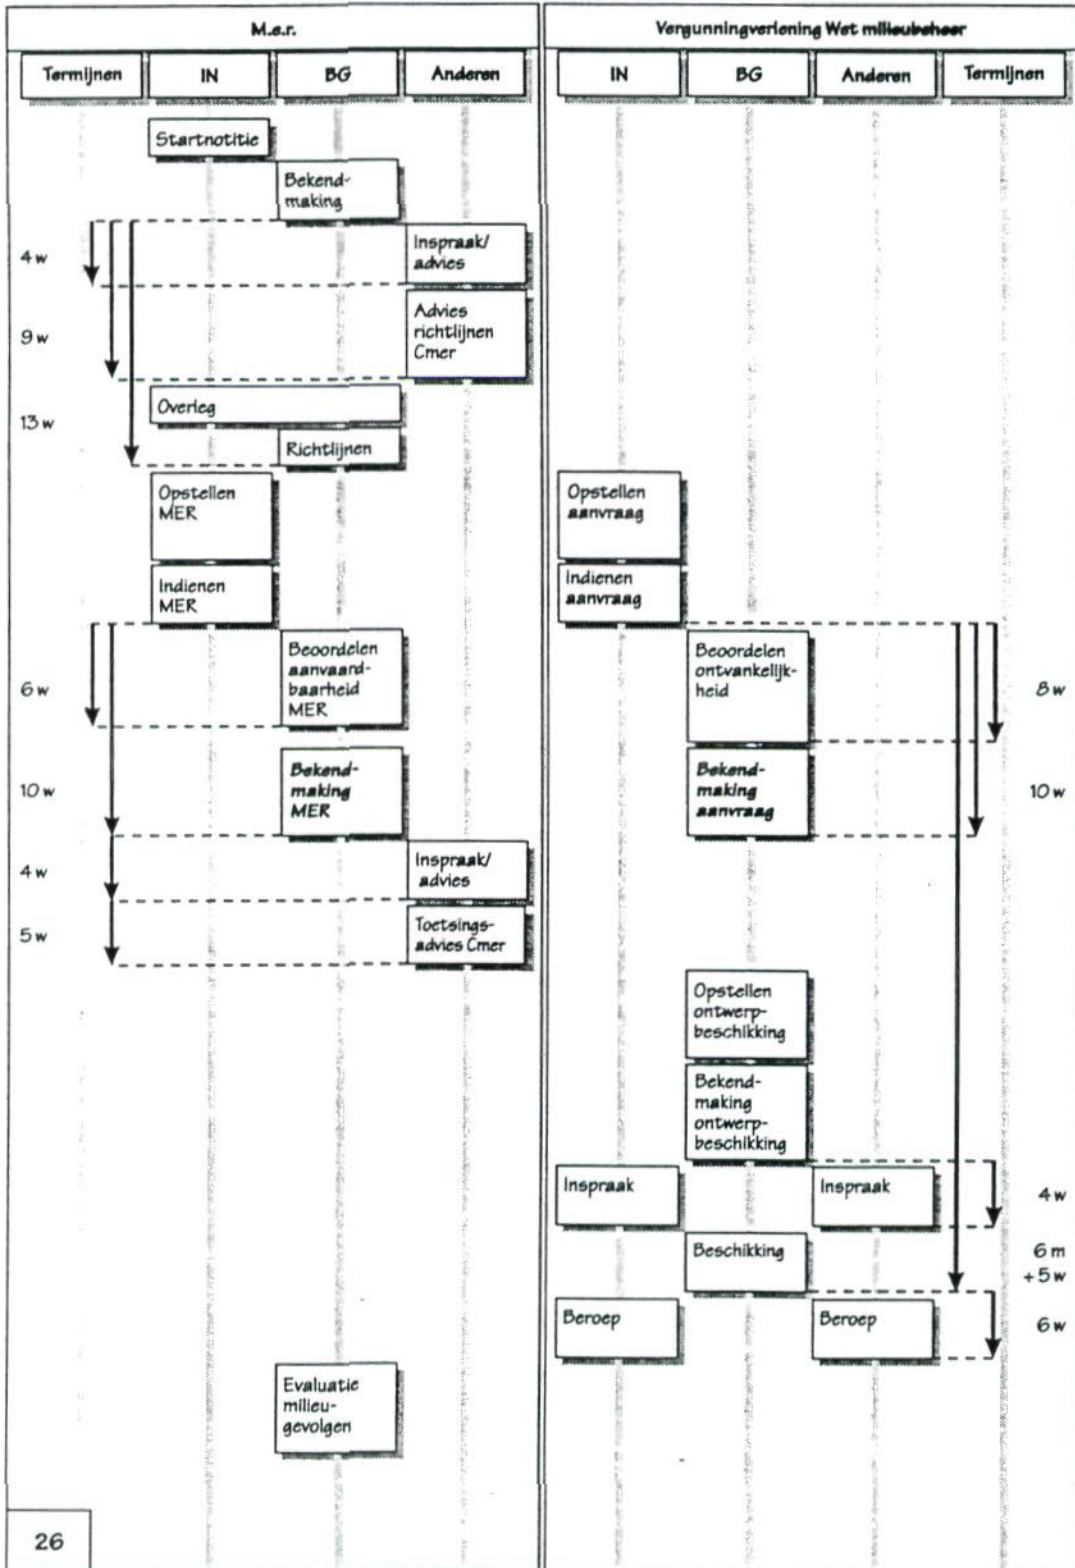 M.e.r.
Vergunningverlening Wet milieubeheer
Termijnen
IN
BG
Anderen
IN
BG
Anderen
Termijnen
Startnotitie
Bekend-
making
4 w
Inspraak/
advies
9 w
Advies
richtlijnen
Cmer
13 w
Overleg
Richtlijnen
Opstellen
MER
Opstellen
aanvraag
Indienen
MER
Indienen
aanvraag
6 w
Beoordelen
aanvaard-
baarheid
MER
Beoordelen
ontvankelijk-
heid
8 w
10 w
Bekend-
making
MER
Bekend-
making
aanvraag
10 w
4 w
Inspraak/
advies
5 w
Toetsings-
advies Cmer
Opstellen
ontwerp-
beschikking
Bekend-
making
ontwerp-
beschikking
Inspraak
Inspraak
4 w
Beschikking
6 m
+ 5 w
Beroep
Beroep
6 w
Evaluatie
milieu-
gevolgen
26